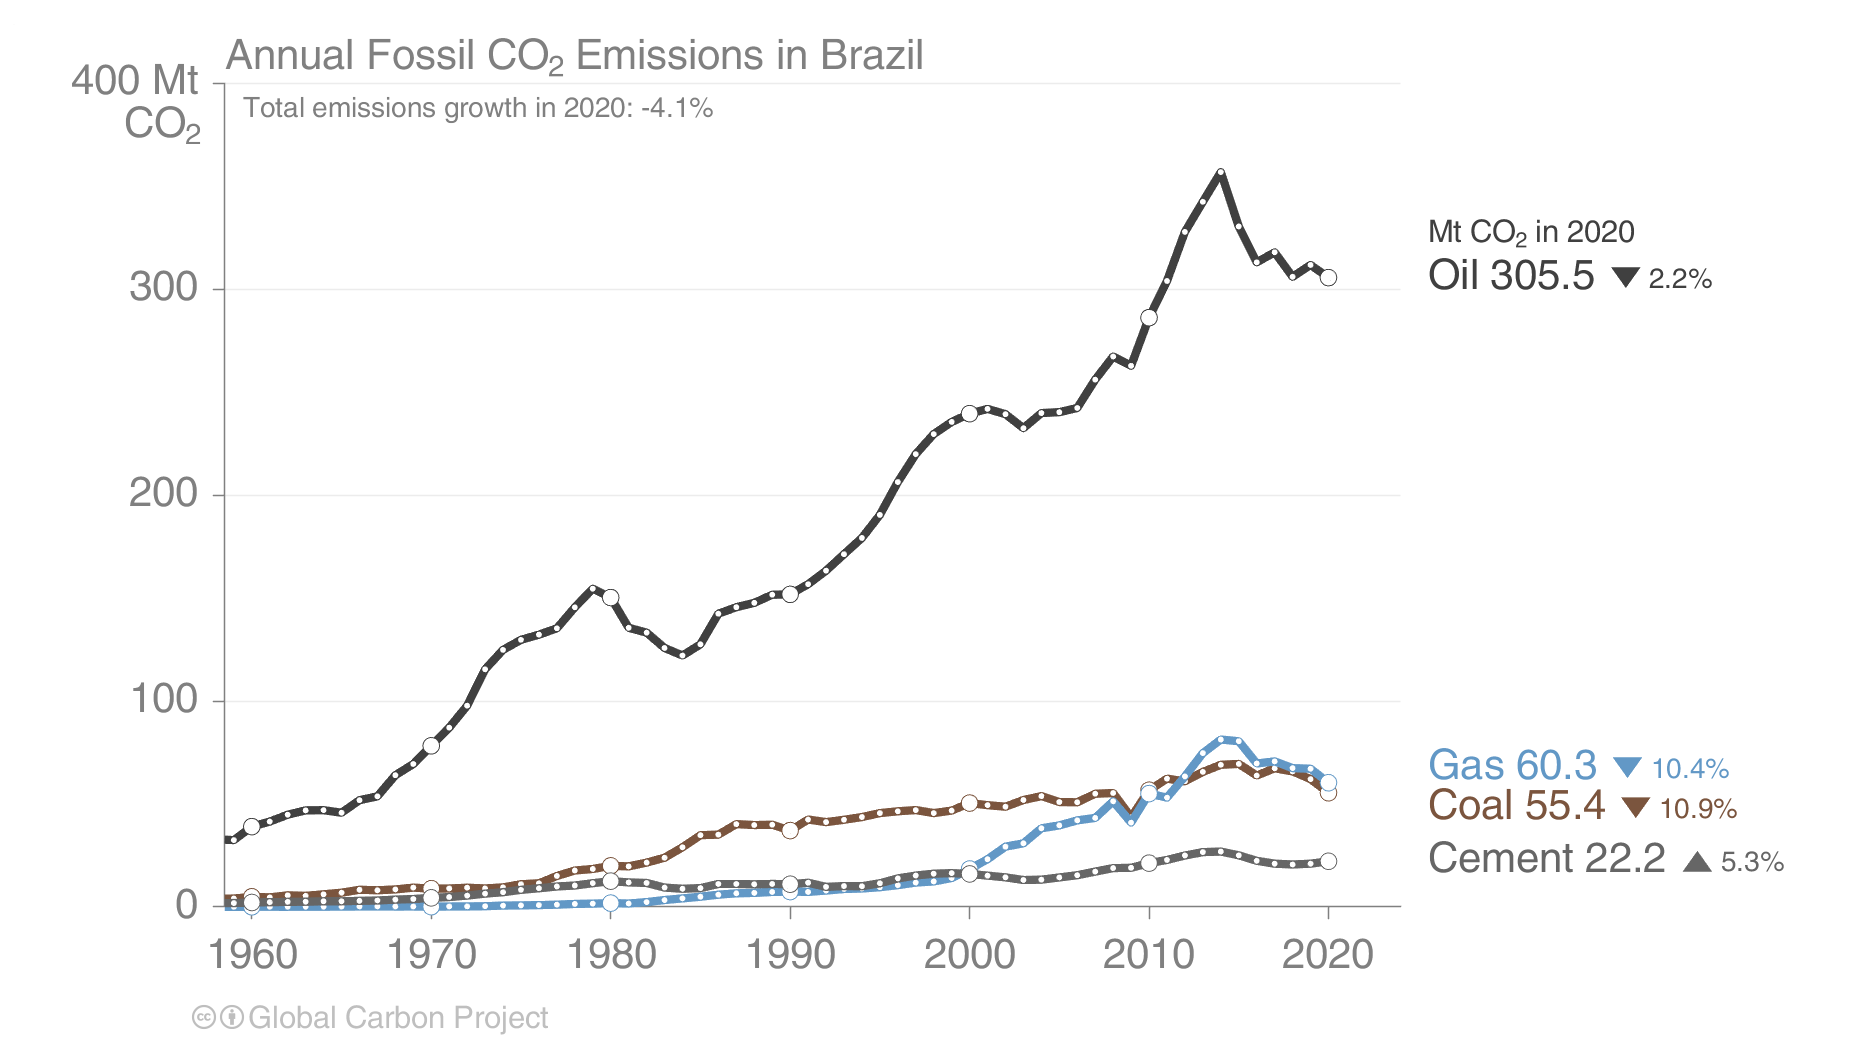 Annual Fossil CO₂ Emissions in Brazil
400 Mt
CO₂
Total emissions growth in 2020: -4.1%
300
200
100
0
1960 1970 1980 1990 2000 2010 2020
Mt CO₂ in 2020
Oil 305.5 ▼ 2.2%
Gas 60.3 ▼ 10.4%
Coal 55.4 ▼ 10.9%
Cement 22.2 ▲ 5.3%
cc Global Carbon Project